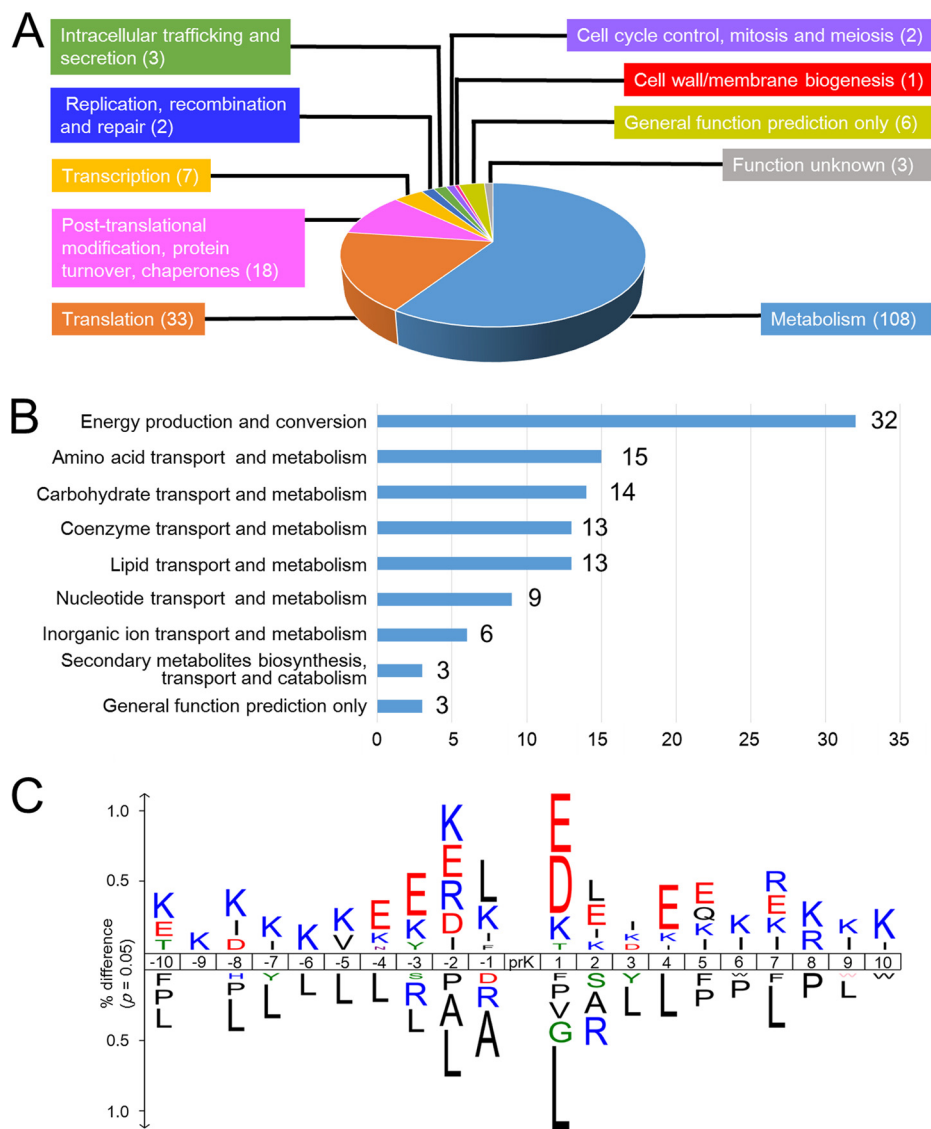 A
Intracellular trafficking and
secretion (3)
Replication, recombination
and repair (2)
Transcription (7)
Post-translational
modification, protein
turnover, chaperones (18)
Translation (33)
Cell cycle control, mitosis and meiosis (2)
Cell wall/membrane biogenesis (1)
General function prediction only (6)
Function unknown (3)
Metabolism (108)
B
Energy production and conversion 32
Amino acid transport and metabolism 15
Carbohydrate transport and metabolism 14
Coenzyme transport and metabolism 13
Lipid transport and metabolism 13
Nucleotide transport and metabolism 9
Inorganic ion transport and metabolism 6
Secondary metabolites biosynthesis,
transport and catabolism 3
General function prediction only 3
0 5 10 15 20 25 30 35
C
1.0
0.5
% difference
(p = 0.05)
0.5
1.0
K E T K K I D K I K K V E K E K Y K E R D I L K I F E D K T L E I K I K D E K I E Q K I K I R E K I K R K I K I
-10 -9 -8 -7 -6 -5 -4 -3 -2 -1 prK 1 2 3 4 5 6 7 8 9 10
F P L H P L Y L L L L S R L P A L D R A F P V G L S A R Y L L F P W P F L P W L W